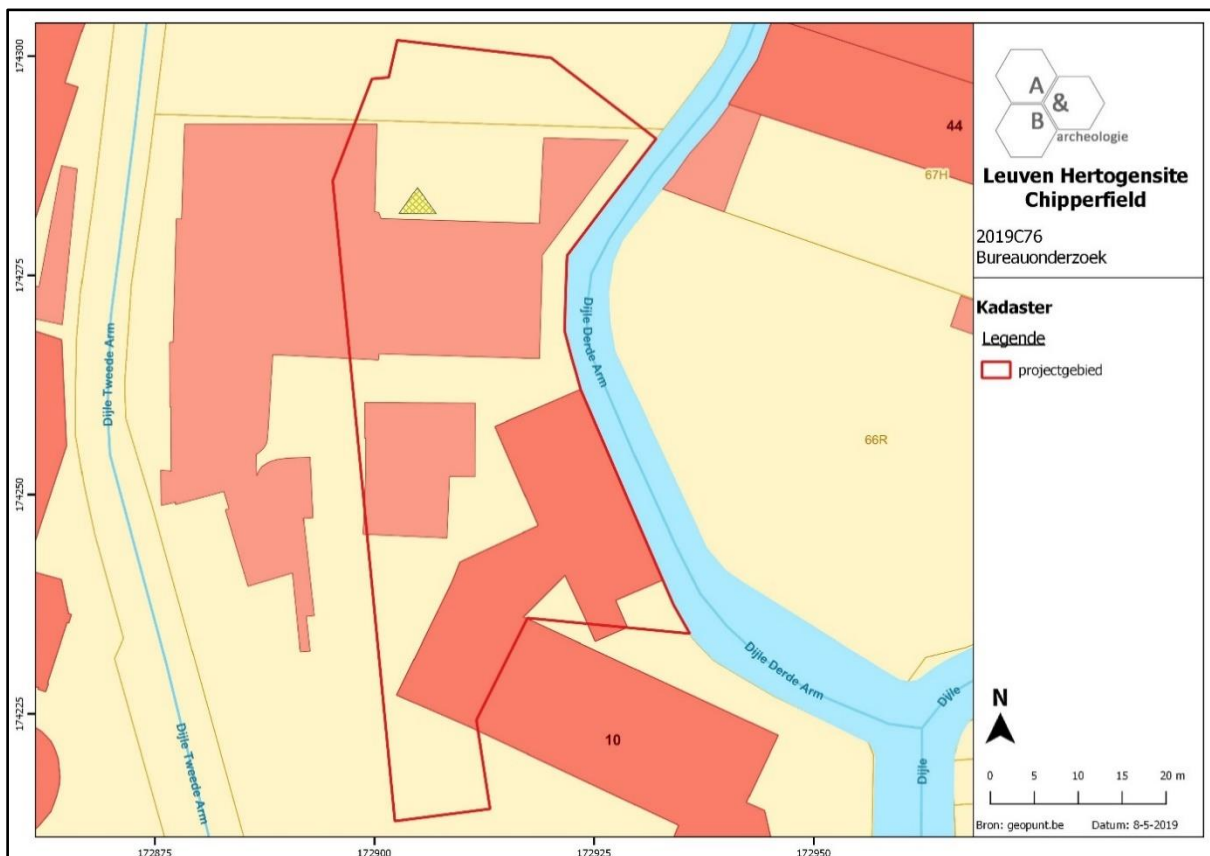 A
&
B
archeologie
Leuven Hertogensite
Chipperfield
2019C76
Bureauonderzoek
Kadaster
Legende
projectgebied
N
0 5 10 15 20 m
Bron: geopunt.be Datum: 8-5-2019
174300
174275
174250
174225
172875 172900 172925 172950
44
67H
66R
10
Dijle Tweede Arm
Dijle Tweede Arm
Dijle Derde Arm
Dijle Derde Arm
Dijle
Dijle